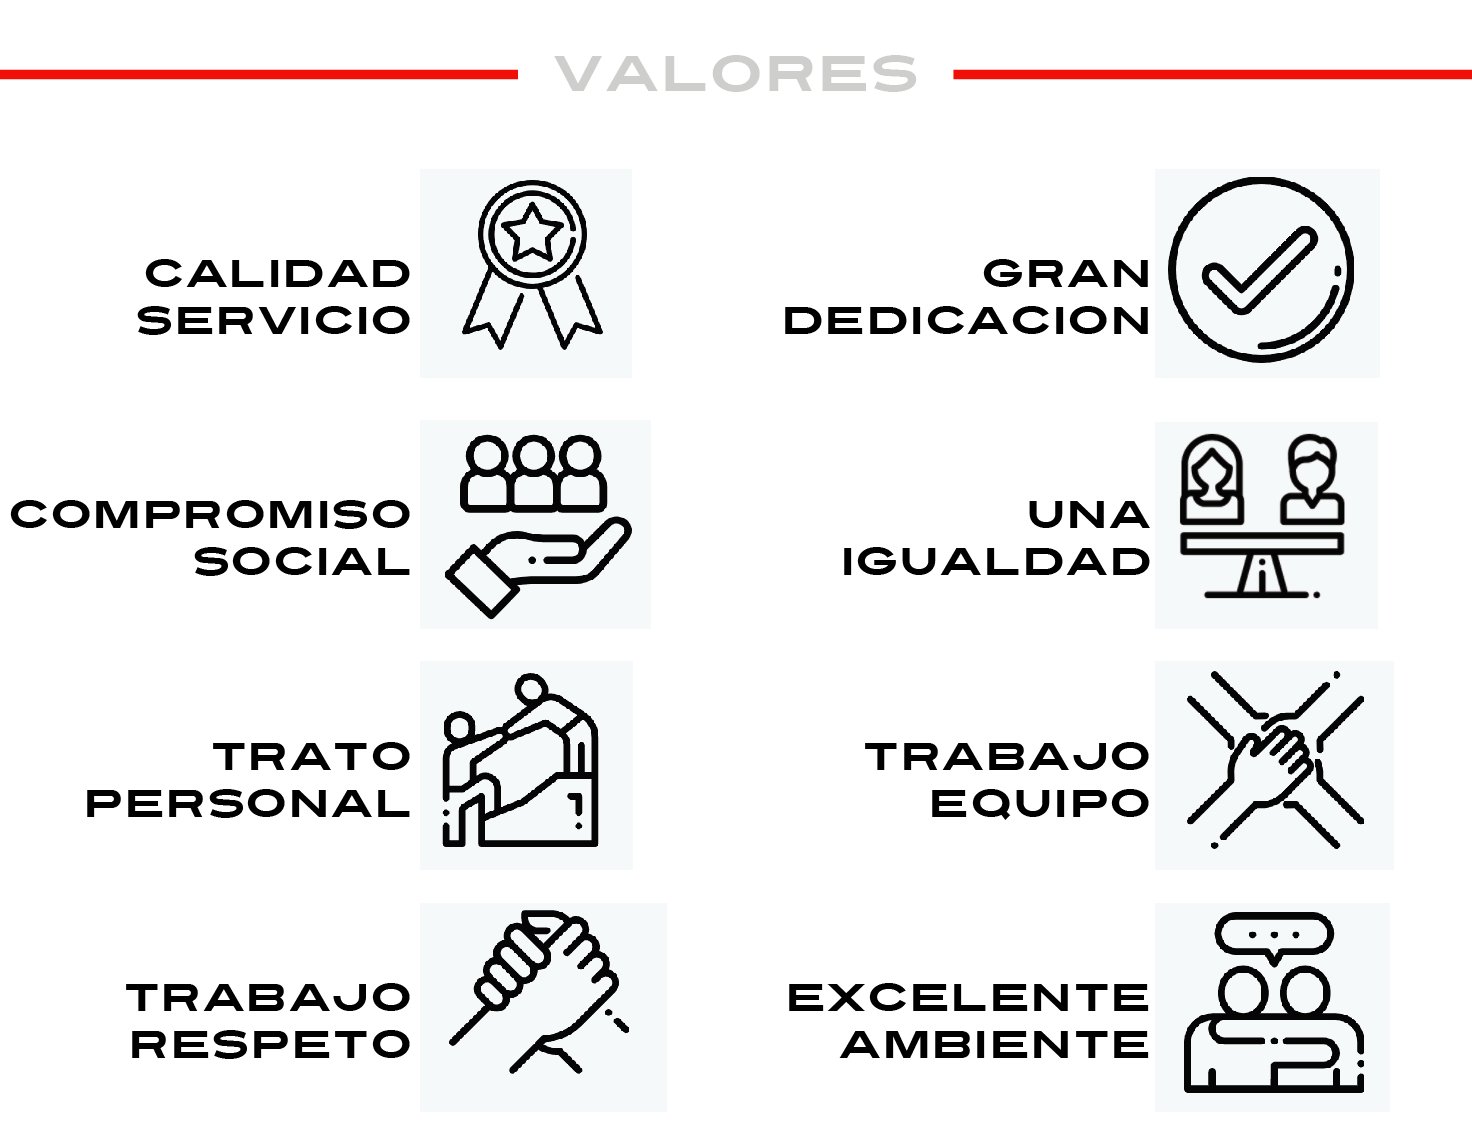 VALORES
CALIDAD
SERVICIO
GRAN
DEDICACION
COMPROMISO
SOCIAL
UNA
IGUALDAD
TRATO
PERSONAL
TRABAJO
EQUIPO
TRABAJO
RESPETO
EXCELENTE
AMBIENTE